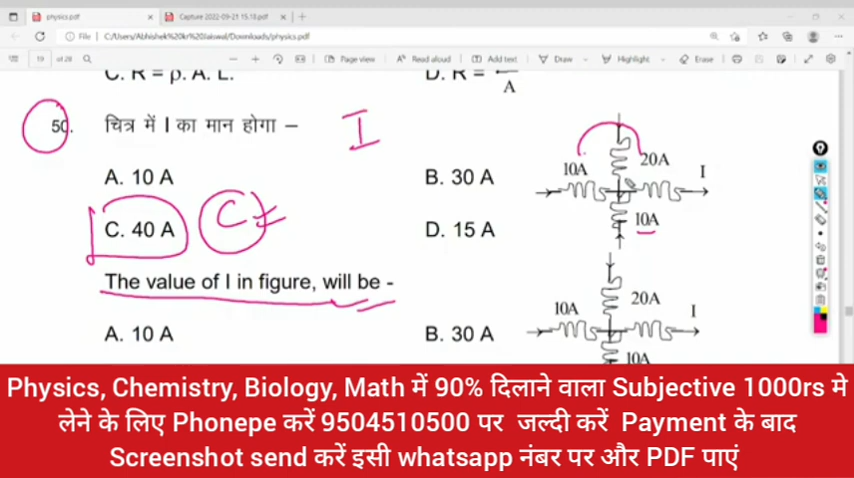 physics.pdf
Capture 2022-09-21 15.18.pdf
File C:/Users/Abhishek%20kr%20Jaiswal/Downloads/physics.pdf
19 of 28
Page view
Read aloud
Add text
Draw
Highlight
Erase
C. R = ρ. A. L.
D. R =
A
50. चित्र में I का मान होगा –
I
A. 10 A
B. 30 A
C. 40 A
C
D. 15 A
10A
20A
I
10A
The value of I in figure, will be -
A. 10 A
B. 30 A
10A
20A
I
10A
Physics, Chemistry, Biology, Math में 90% दिलाने वाला Subjective 1000rs मे
लेने के लिए Phonepe करें 9504510500 पर जल्दी करें Payment के बाद
Screenshot send करें इसी whatsapp नंबर पर और PDF पाएं